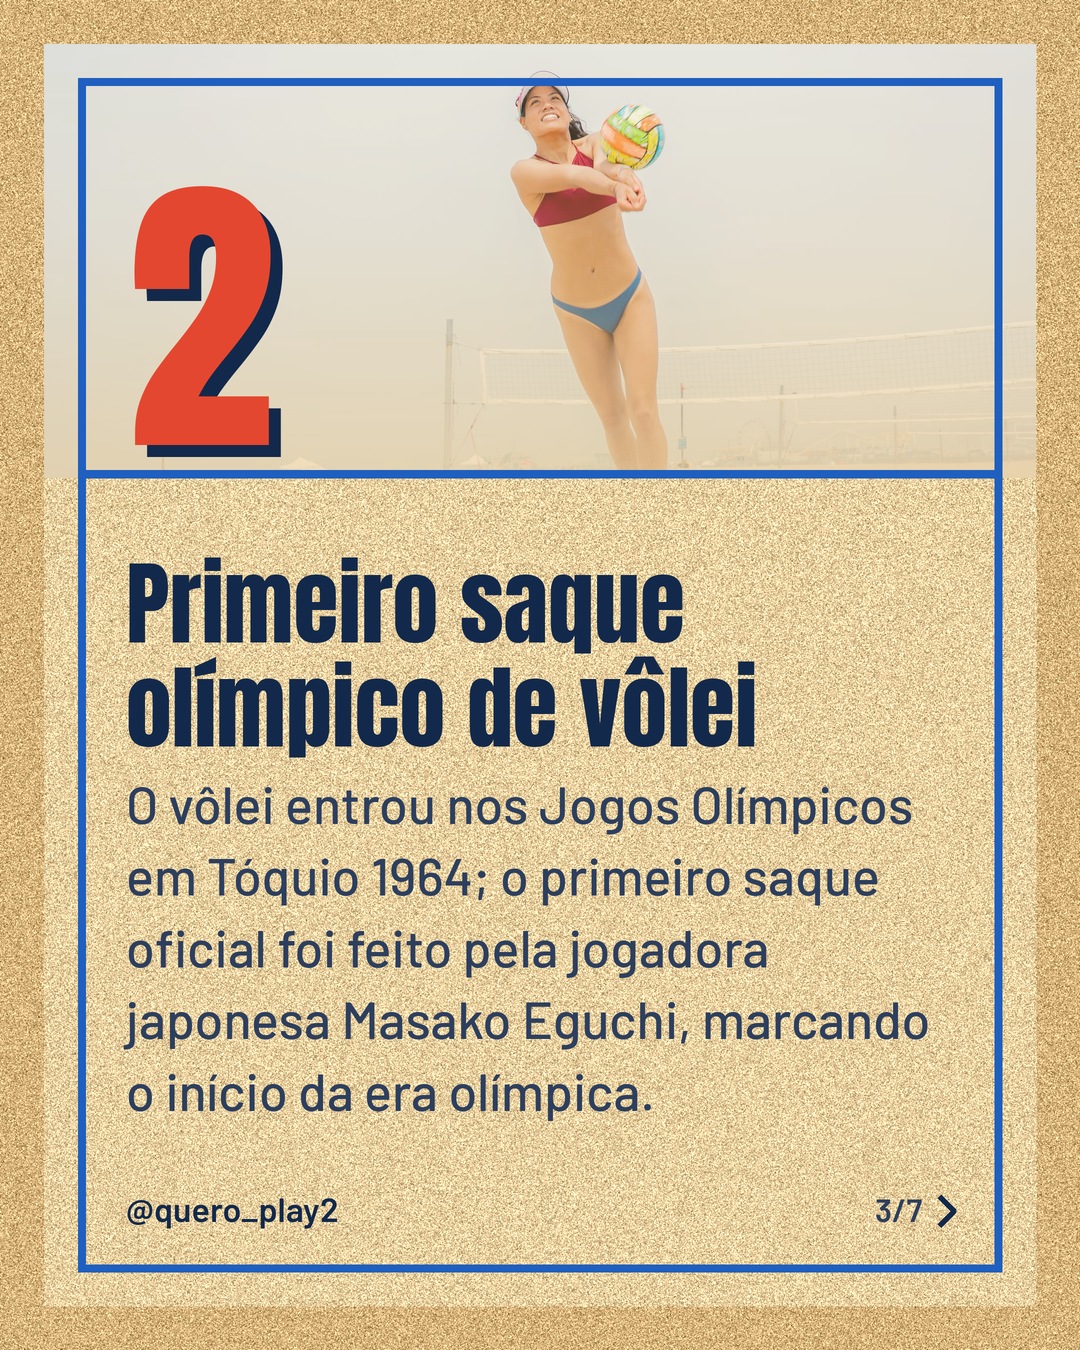 2
Primeiro saque
olímpico de vôlei
O vôlei entrou nos Jogos Olímpicos
em Tóquio 1964; o primeiro saque
oficial foi feito pela jogadora
japonesa Masako Eguchi, marcando
o início da era olímpica.
@quero_play2
3/7